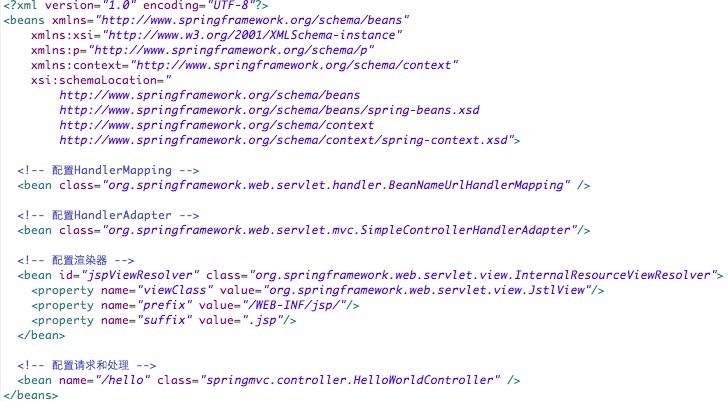 <?xml version="1.0" encoding="UTF-8"?>
<beans xmlns="http://www.springframework.org/schema/beans"
    xmlns:xsi="http://www.w3.org/2001/XMLSchema-instance"
    xmlns:p="http://www.springframework.org/schema/p"
    xmlns:context="http://www.springframework.org/schema/context"
    xsi:schemaLocation="
        http://www.springframework.org/schema/beans
        http://www.springframework.org/schema/beans/spring-beans.xsd
        http://www.springframework.org/schema/context
        http://www.springframework.org/schema/context/spring-context.xsd">
  <!-- 配置HandlerMapping -->
  <bean class="org.springframework.web.servlet.handler.BeanNameUrlHandlerMapping" />
  <!-- 配置HandlerAdapter -->
  <bean class="org.springframework.web.servlet.mvc.SimpleControllerHandlerAdapter"/>
  <!-- 配置渲染器 -->
  <bean id="jspViewResolver" class="org.springframework.web.servlet.view.InternalResourceViewResolver">
    <property name="viewClass" value="org.springframework.web.servlet.view.JstlView"/>
    <property name="prefix" value="/WEB-INF/jsp/"/>
    <property name="suffix" value=".jsp"/>
  </bean>
  <!-- 配置请求和处理 -->
  <bean name="/hello" class="springmvc.controller.HelloWorldController" />
</beans>